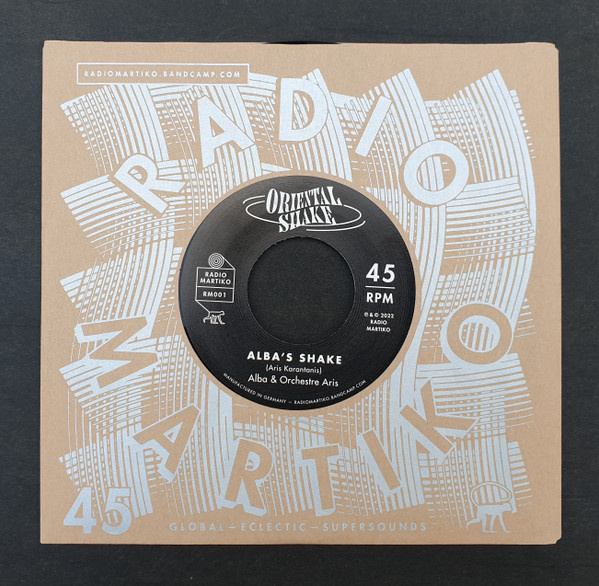 RADIOMARTIKO.BANDCAMP.COM
RADIO
MARTIKO
ORIENTAL
SHAKE
RADIO
MARTIKO
RM001
45
RPM
℗ & © 2022
RADIO
MARTIKO
ALBA'S SHAKE
(Aris Karantanis)
Alba & Orchestre Aris
MANUFACTURED IN GERMANY – RADIOMARTIKO.BANDCAMP.COM
45
GLOBAL – ECLECTIC – SUPERSOUNDS